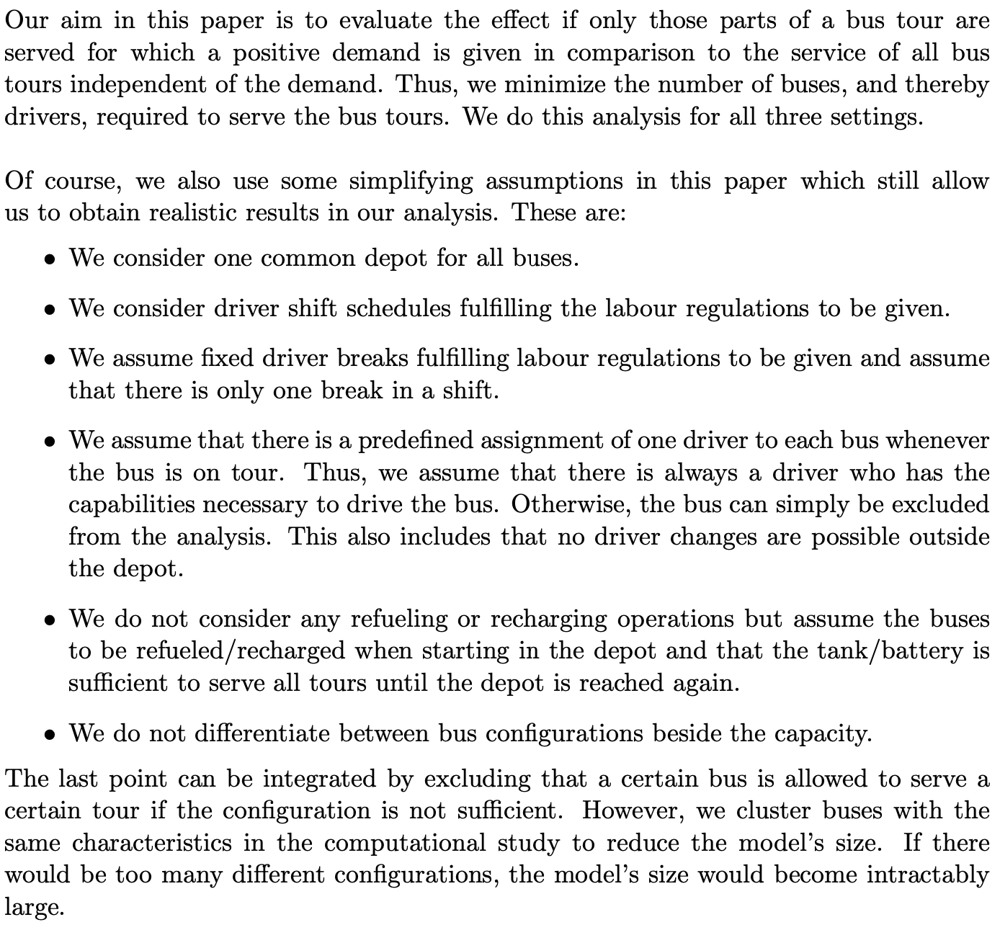 Our aim in this paper is to evaluate the effect if only those parts of a bus tour are
served for which a positive demand is given in comparison to the service of all bus
tours independent of the demand. Thus, we minimize the number of buses, and thereby
drivers, required to serve the bus tours. We do this analysis for all three settings.
Of course, we also use some simplifying assumptions in this paper which still allow
us to obtain realistic results in our analysis. These are:
• We consider one common depot for all buses.
• We consider driver shift schedules fulfilling the labour regulations to be given.
• We assume fixed driver breaks fulfilling labour regulations to be given and assume
that there is only one break in a shift.
• We assume that there is a predefined assignment of one driver to each bus whenever
the bus is on tour. Thus, we assume that there is always a driver who has the
capabilities necessary to drive the bus. Otherwise, the bus can simply be excluded
from the analysis. This also includes that no driver changes are possible outside
the depot.
• We do not consider any refueling or recharging operations but assume the buses
to be refueled/recharged when starting in the depot and that the tank/battery is
sufficient to serve all tours until the depot is reached again.
• We do not differentiate between bus configurations beside the capacity.
The last point can be integrated by excluding that a certain bus is allowed to serve a
certain tour if the configuration is not sufficient. However, we cluster buses with the
same characteristics in the computational study to reduce the model's size. If there
would be too many different configurations, the model's size would become intractably
large.